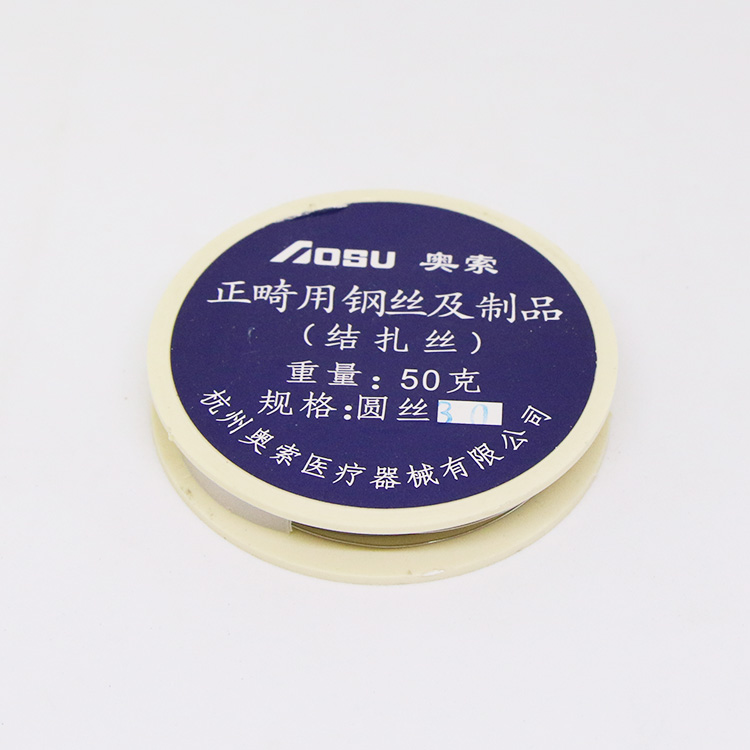 AOSU 奥索
正畸用钢丝及制品
（结扎丝）
重量：50克
规格：圆丝30
杭州奥索医疗器械有限公司